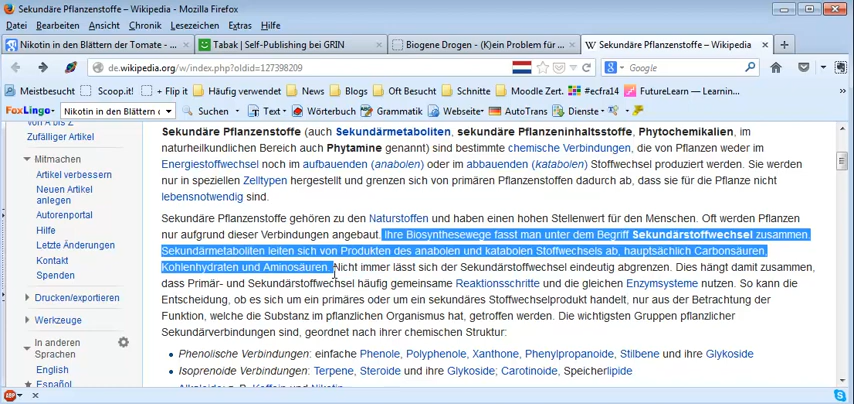 Sekundäre Pflanzenstoffe – Wikipedia - Mozilla Firefox
Datei Bearbeiten Ansicht Chronik Lesezeichen Extras Hilfe
Nikotin in den Blättern der Tomate - ... Tabak | Self-Publishing bei GRIN Biogene Drogen - (K)ein Problem für ... Sekundäre Pflanzenstoffe – Wikipedia
de.wikipedia.org/w/index.php?oldid=127398209 Google
Meistbesucht Scoop.it! + Flip it Häufig verwendet News Blogs Oft Besucht Schnitte Moodle Zert. #ecfra14 FutureLearn — Learnin...
FoxLingo Nikotin in den Blättern d Suchen Text Wörterbuch Grammatik Website AutoTrans Dienste
von A bis Z
Zufälliger Artikel
Mitmachen
Artikel verbessern
Neuen Artikel
anlegen
Autorenportal
Hilfe
Letzte Änderungen
Kontakt
Spenden
Drucken/exportieren
Werkzeuge
In anderen
Sprachen
English
Español
Sekundäre Pflanzenstoffe (auch Sekundärmetaboliten, sekundäre Pflanzeninhaltsstoffe, Phytochemikalien, im
naturheilkundlichen Bereich auch Phytamine genannt) sind bestimmte chemische Verbindungen, die von Pflanzen weder im
Energiestoffwechsel noch im aufbauenden (anabolen) oder im abbauenden (katabolen) Stoffwechsel produziert werden. Sie werden
nur in speziellen Zelltypen hergestellt und grenzen sich von primären Pflanzenstoffen dadurch ab, dass sie für die Pflanze nicht
lebensnotwendig sind.
Sekundäre Pflanzenstoffe gehören zu den Naturstoffen und haben einen hohen Stellenwert für den Menschen. Oft werden Pflanzen
nur aufgrund dieser Verbindungen angebaut. Ihre Biosynthesewege fasst man unter dem Begriff Sekundärstoffwechsel zusammen.
Sekundärmetaboliten leiten sich von Produkten des anabolen und katabolen Stoffwechsels ab, hauptsächlich Carbonsäuren,
Kohlenhydraten und Aminosäuren. Nicht immer lässt sich der Sekundärstoffwechsel eindeutig abgrenzen. Dies hängt damit zusammen,
dass Primär- und Sekundärstoffwechsel häufig gemeinsame Reaktionsschritte und die gleichen Enzymsysteme nutzen. So kann die
Entscheidung, ob es sich um ein primäres oder um ein sekundäres Stoffwechselprodukt handelt, nur aus der Betrachtung der
Funktion, welche die Substanz im pflanzlichen Organismus hat, getroffen werden. Die wichtigsten Gruppen pflanzlicher
Sekundärverbindungen sind, geordnet nach ihrer chemischen Struktur:
• Phenolische Verbindungen: einfache Phenole, Polyphenole, Xanthone, Phenylpropanoide, Stilbene und ihre Glykoside
• Isoprenoide Verbindungen: Terpene, Steroide und ihre Glykoside; Carotinoide, Speicherlipide
• Alkaloide: z. B. Koffein und Nikotin
ABP